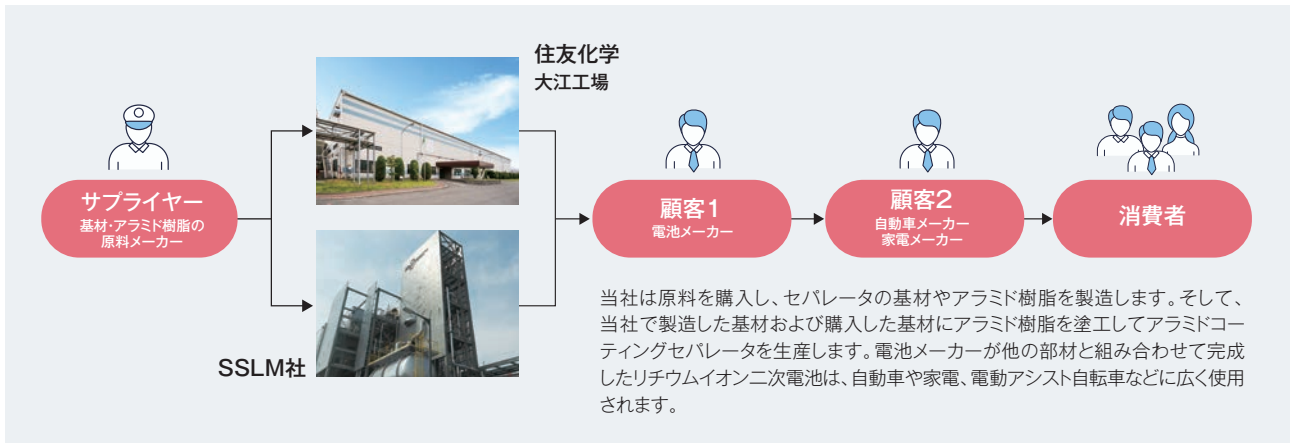 住友化学
大江工場
サプライヤー
基材・アラミド樹脂の
原料メーカー
SSLM社
顧客1
電池メーカー
顧客2
自動車メーカー
家電メーカー
消費者
当社は原料を購入し、セパレータの基材やアラミド樹脂を製造します。そして、
当社で製造した基材および購入した基材にアラミド樹脂を塗工してアラミドコー
ティングセパレータを生産します。電池メーカーが他の部材と組み合わせて完成
したリチウムイオン二次電池は、自動車や家電、電動アシスト自転車などに広く使用
されます。